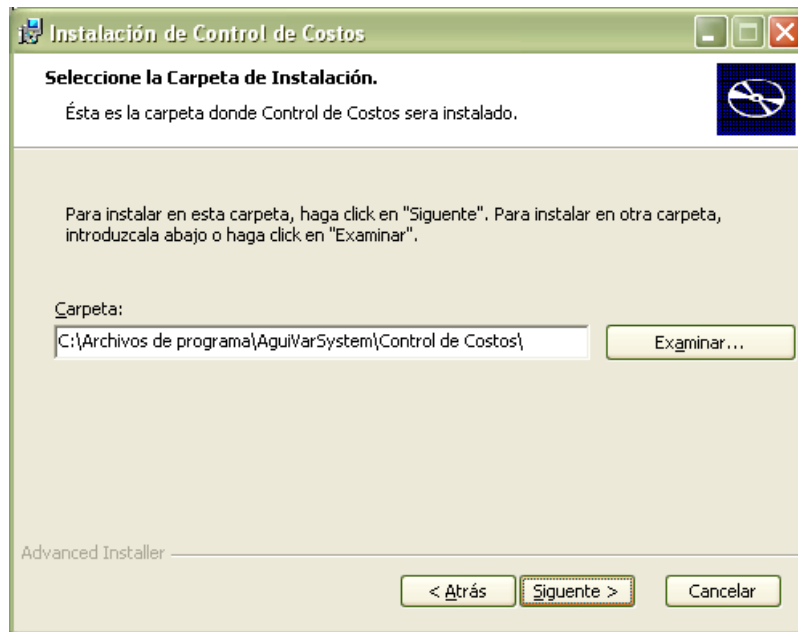 Instalación de Control de Costos
Seleccione la Carpeta de Instalación.
Ésta es la carpeta donde Control de Costos sera instalado.
Para instalar en esta carpeta, haga click en "Siguente". Para instalar en otra carpeta,
introduzcala abajo o haga click en "Examinar".
Carpeta:
C:\Archivos de programa\AguiVarSystem\Control de Costos\
Examinar...
Advanced Installer
< Atrás
Siguente >
Cancelar